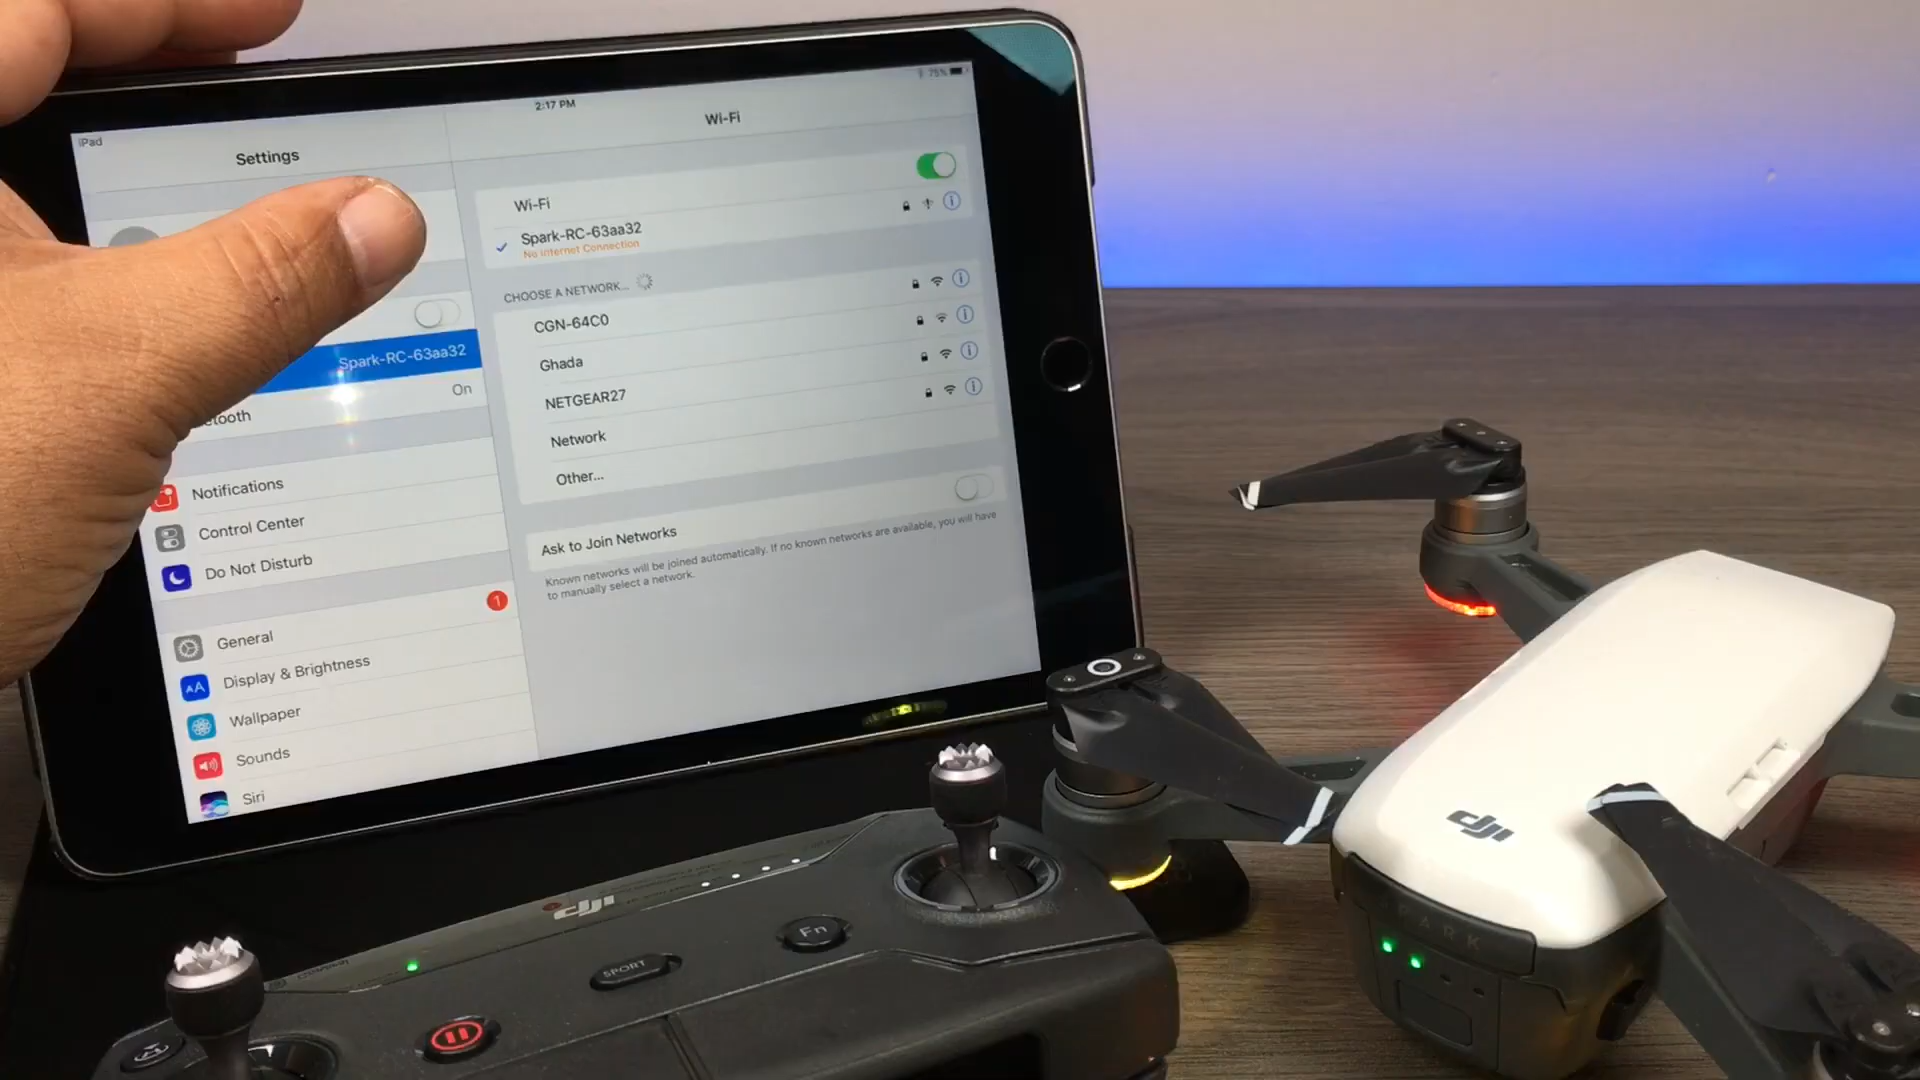 iPad
2:17 PM
75%
Settings
Wi-Fi
Wi-Fi
Spark-RC-63aa32
No Internet Connection
CHOOSE A NETWORK...
CGN-64C0
Ghada
NETGEAR27
Network
Other...
Ask to Join Networks
Known networks will be joined automatically. If no known networks are available, you will have
to manually select a network.
Spark-RC-63aa32
etooth
On
Notifications
Control Center
Do Not Disturb
General
1
Display & Brightness
AA
Wallpaper
Sounds
Siri
dji
Fn
SPORT
dji
SPARK